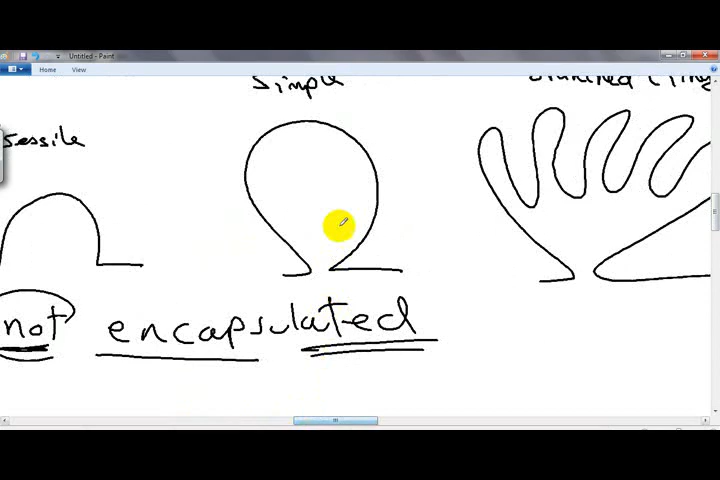 Untitled - Paint
Home View
Simple
Sessile
not encapsulated